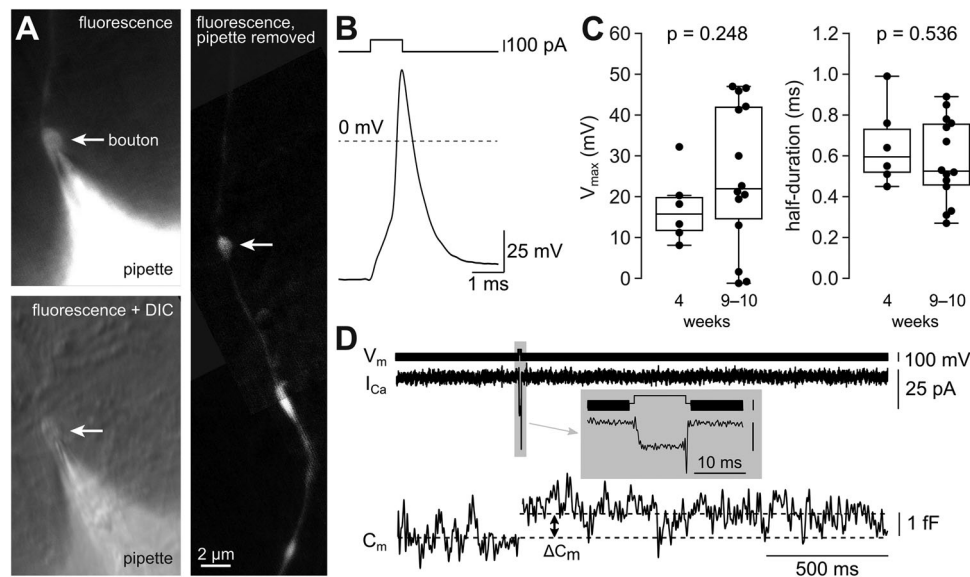 A
fluorescence
bouton
pipette
fluorescence + DIC
pipette
fluorescence,
pipette removed
2 µm
B
100 pA
0 mV
25 mV
1 ms
C
p = 0.248
Vmax (mV)
60
50
40
30
20
10
0
4
9–10
weeks
p = 0.536
half-duration (ms)
1.2
1.0
0.8
0.6
0.4
0.2
0.0
4
9–10
weeks
D
Vm
100 mV
ICa
25 pA
10 ms
Cm
ΔCm
1 fF
500 ms